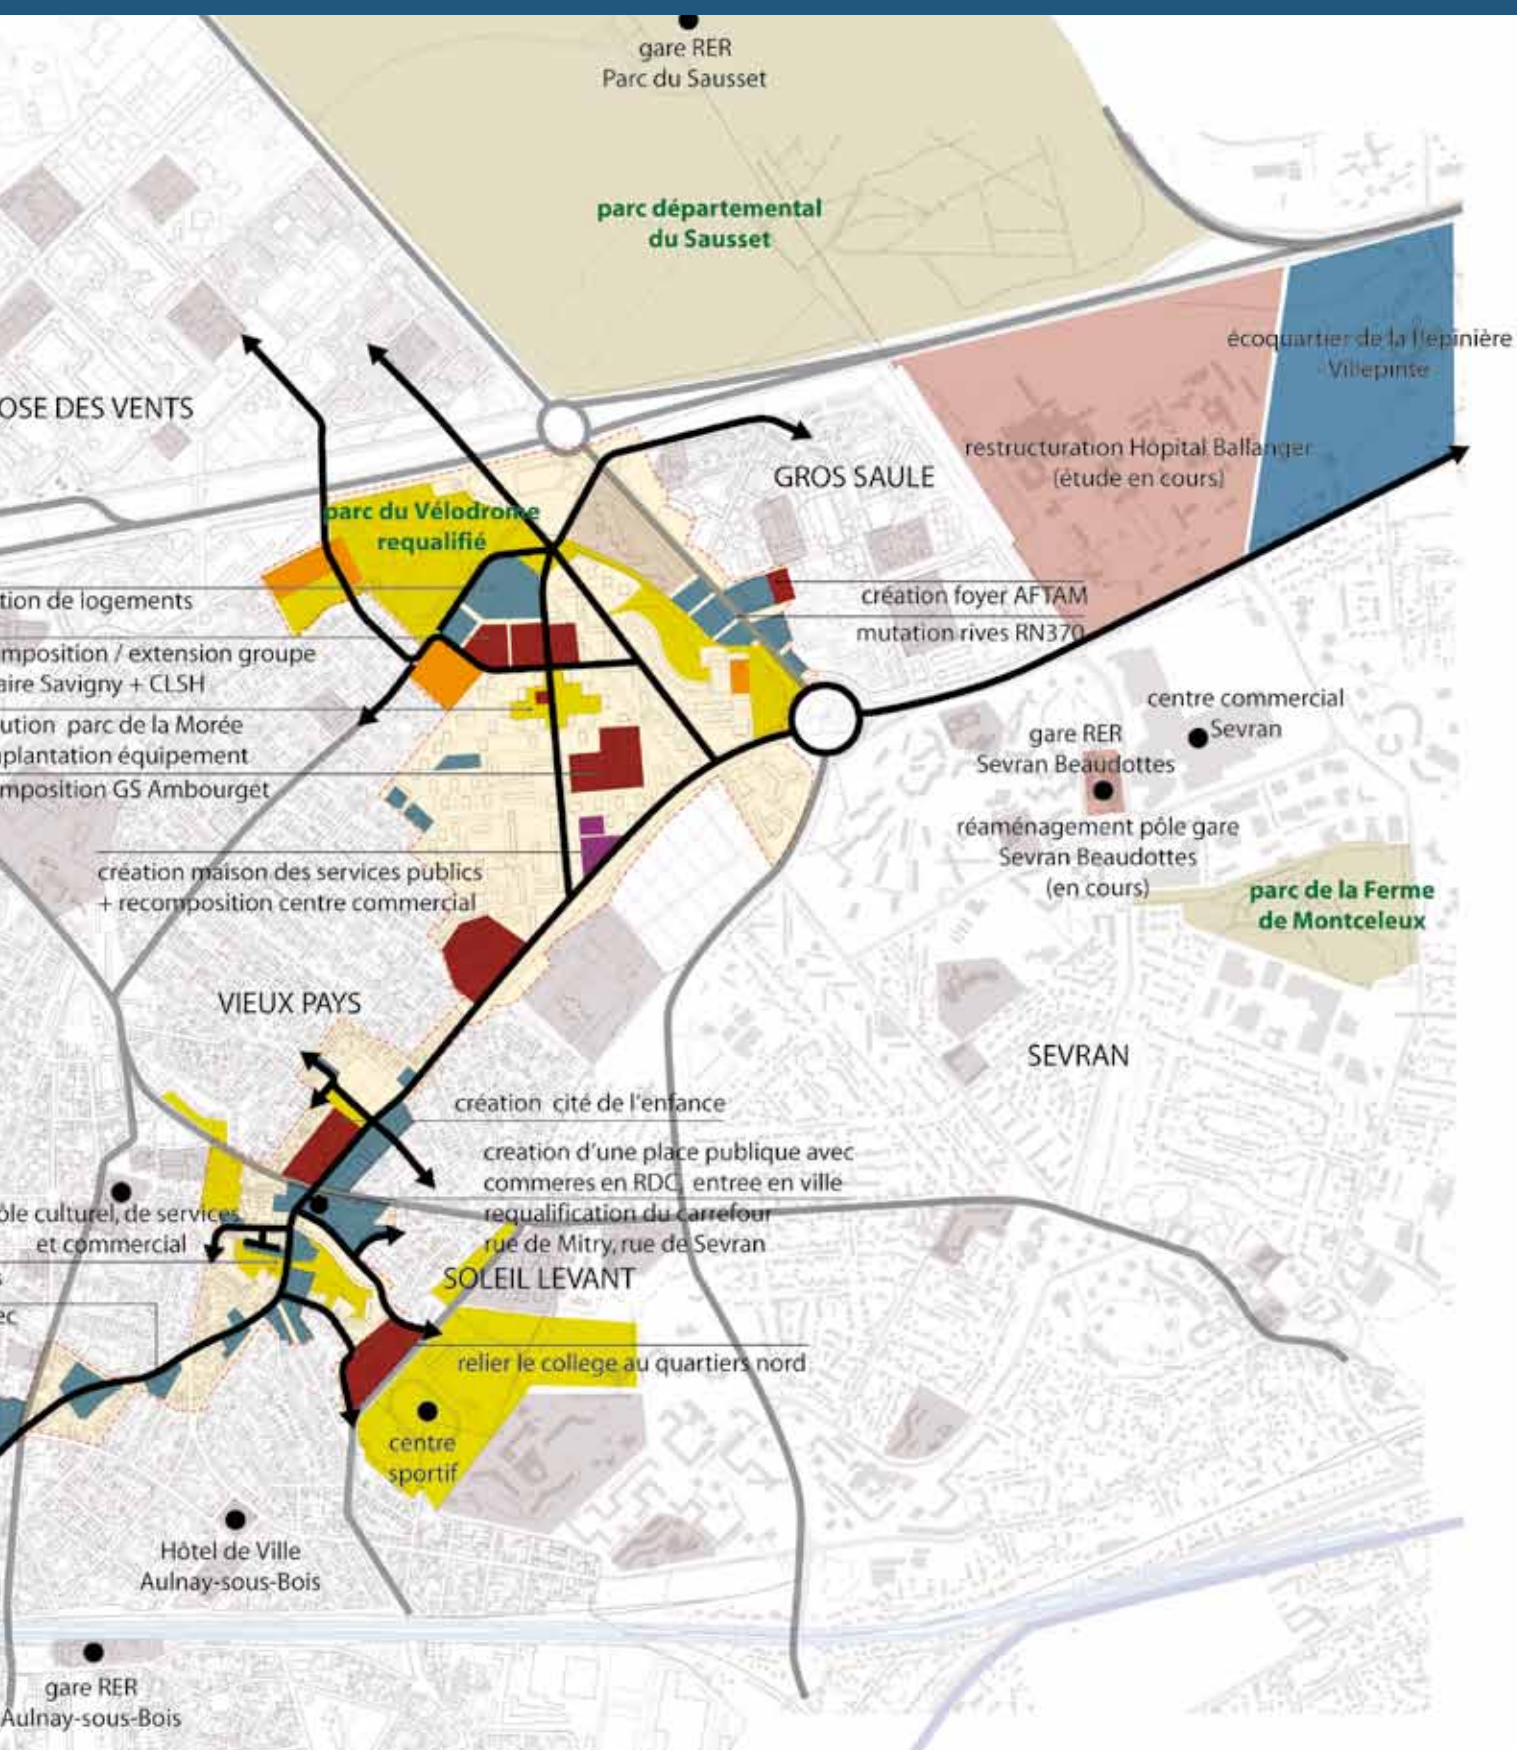 gare RER
Parc du Sausset
parc départemental
du Sausset
écoquartier de la l'épinière
Villepinte
OSE DES VENTS
restructuration Hôpital Ballanger
(étude en cours)
GROS SAULE
parc du Vélodrome
requalifié
tion de logements
création foyer AFTAM
mutation rives RN370
mposition / extension groupe
aire Savigny + CLSH
centre commercial
Sevran
ution parc de la Morée
nplantation équipement
mposition GS Ambourget
gare RER
Sevran Beaudottes
réaménagement pôle gare
Sevran Beaudottes
(en cours)
création maison des services publics
+ recomposition centre commercial
parc de la Ferme
de Montceleux
VIEUX PAYS
SEVRAN
création cité de l'enfance
creation d'une place publique avec
commeres en RDC, entree en ville
requalification du carrefour
rue de Mitry, rue de Sevran
ôle culturel, de services
et commercial
s
ec
SOLEIL LEVANT
relier le college au quartiers nord
centre
sportif
Hôtel de Ville
Aulnay-sous-Bois
gare RER
Aulnay-sous-Bois